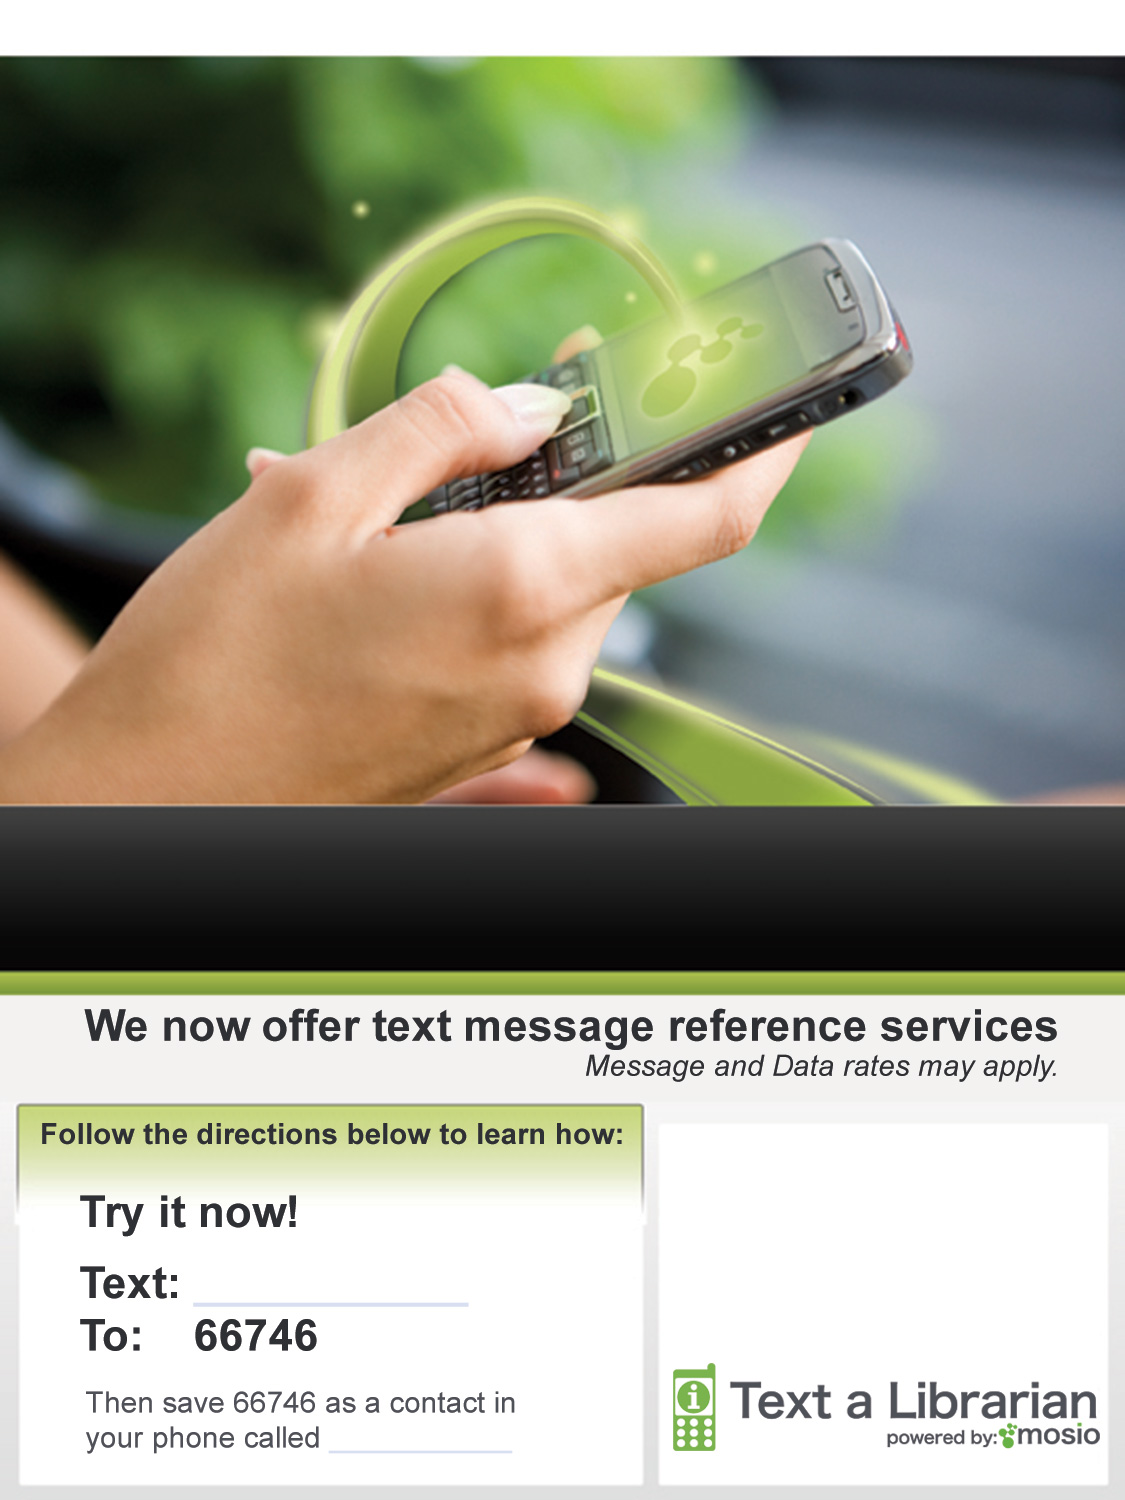 We now offer text message reference services
Message and Data rates may apply.
Follow the directions below to learn how:
Try it now!
Text:
To: 66746
Then save 66746 as a contact in
your phone called
Text a Librarian
powered by: mosio